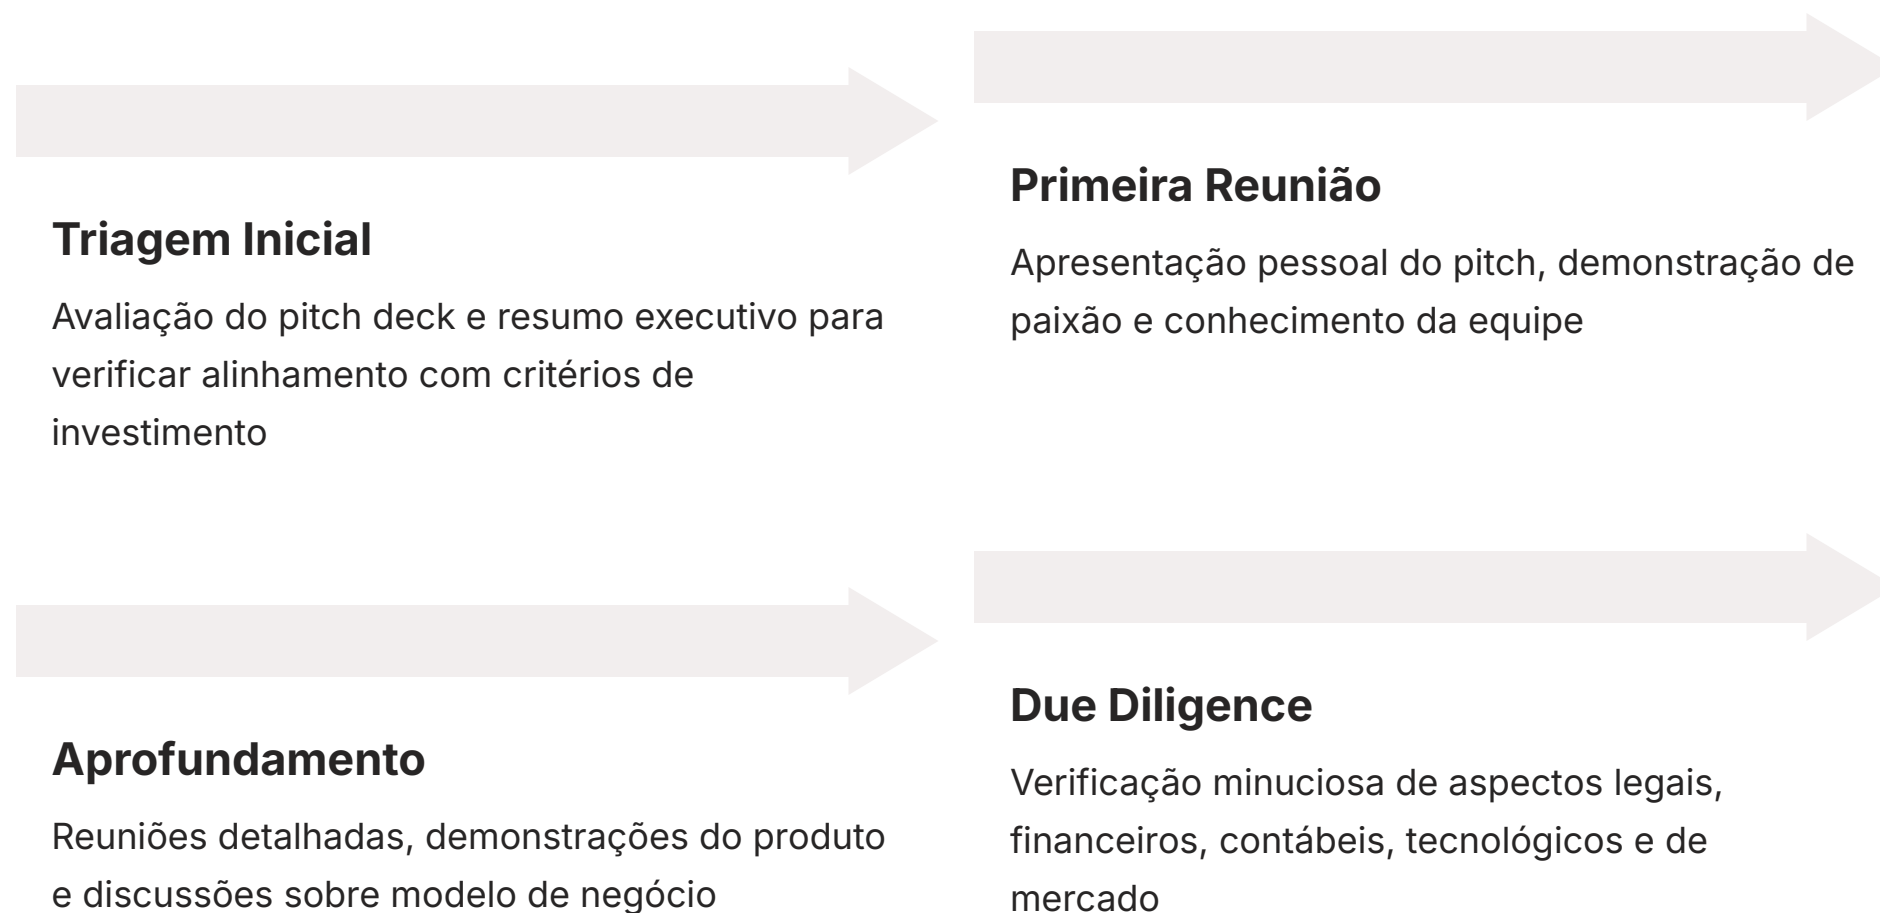 Triagem Inicial
Avaliação do pitch deck e resumo executivo para
verificar alinhamento com critérios de
investimento
Primeira Reunião
Apresentação pessoal do pitch, demonstração de
paixão e conhecimento da equipe
Aprofundamento
Reuniões detalhadas, demonstrações do produto
e discussões sobre modelo de negócio
Due Diligence
Verificação minuciosa de aspectos legais,
financeiros, contábeis, tecnológicos e de
mercado